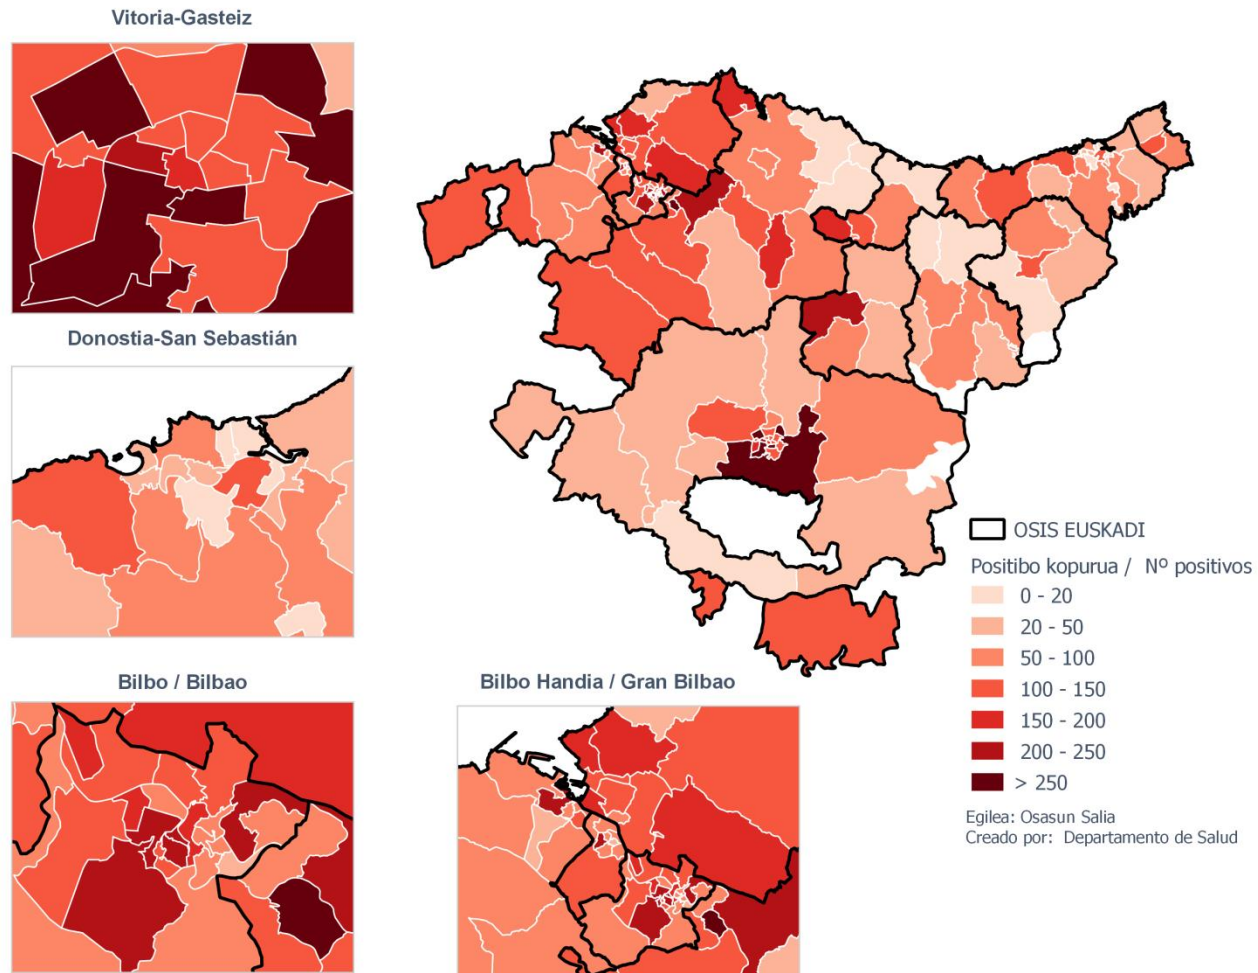 Vitoria-Gasteiz
Donostia-San Sebastián
Bilbo / Bilbao
Bilbo Handia / Gran Bilbao
OSIS EUSKADI
Positibo kopurua / Nº positivos
0 - 20
20 - 50
50 - 100
100 - 150
150 - 200
200 - 250
> 250
Egilea: Osasun Salia
Creado por: Departamento de Salud